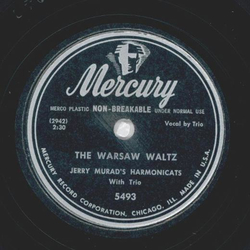 Mercury
MERCO PLASTIC NON-BREAKABLE UNDER NORMAL USE
(2942)
2:30
Vocal by Trio
THE WARSAW WALTZ
JERRY MURAD'S HARMONICATS
With Trio
5493
MERCURY RECORD CORPORATION, CHICAGO, ILL. MADE IN U.S.A.